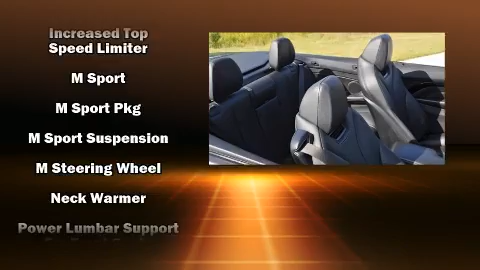 Increased Top
Speed Limiter
M Sport
M Sport Pkg
M Sport Suspension
M Steering Wheel
Neck Warmer
Power Lumbar Support